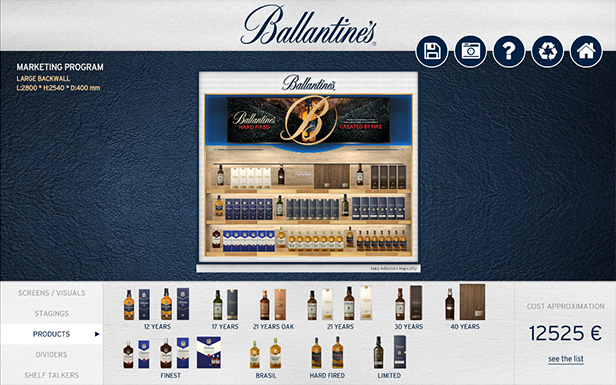 Ballantine's
MARKETING PROGRAM
LARGE BACKWALL
L:2800 * H:2540 * D:400 mm
?
Ballantine's
Ballantine's
HARD FIRED
B
CREATED BY FIRE
SCREENS / VISUALS
STAGINGS
PRODUCTS
DIVIDERS
SHELF TALKERS
12 YEARS
17 YEARS
21 YEARS OAK
21 YEARS
30 YEARS
40 YEARS
FINEST
BRASIL
HARD FIRED
LIMITED
COST APPROXIMATION
12525 €
see the list